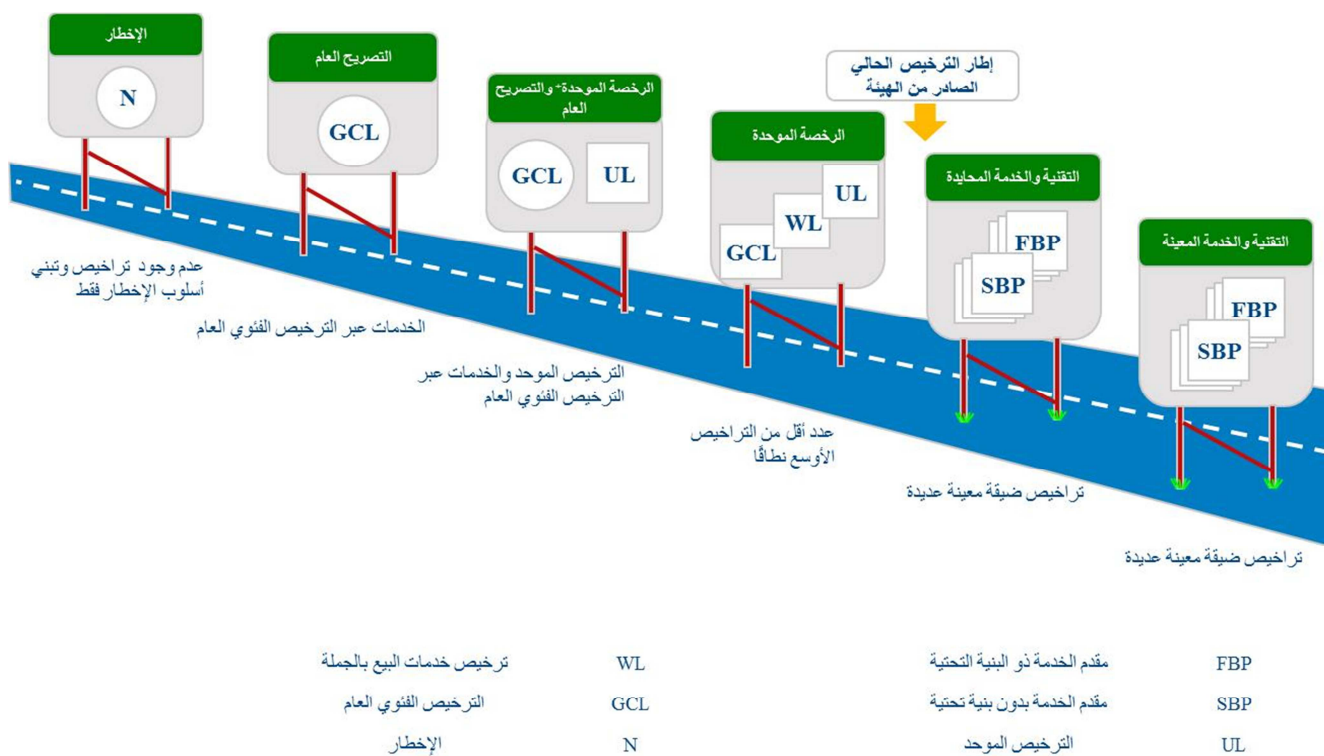 الإخطار
N
عدم وجود تراخيص وتبني
أسلوب الإخطار فقط
التصريح العام
GCL
الخدمات عبر الترخيص الفئوي العام
الرخصة الموحدة+ والتصريح
العام
GCL UL
الترخيص الموحد والخدمات عبر
الترخيص الفئوي العام
الرخصة الموحدة
UL
WL
GCL
عدد أقل من التراخيص
الأوسع نطاقًا
إطار الترخيص الحالي
الصادر من الهيئة
التقنية والخدمة المحايدة
FBP
SBP
تراخيص ضيقة معينة عديدة
التقنية والخدمة المعينة
FBP
SBP
تراخيص ضيقة معينة عديدة
FBP مقدم الخدمة ذو البنية التحتية
SBP مقدم الخدمة بدون بنية تحتية
UL الترخيص الموحد
WL ترخيص خدمات البيع بالجملة
GCL الترخيص الفئوي العام
N الإخطار